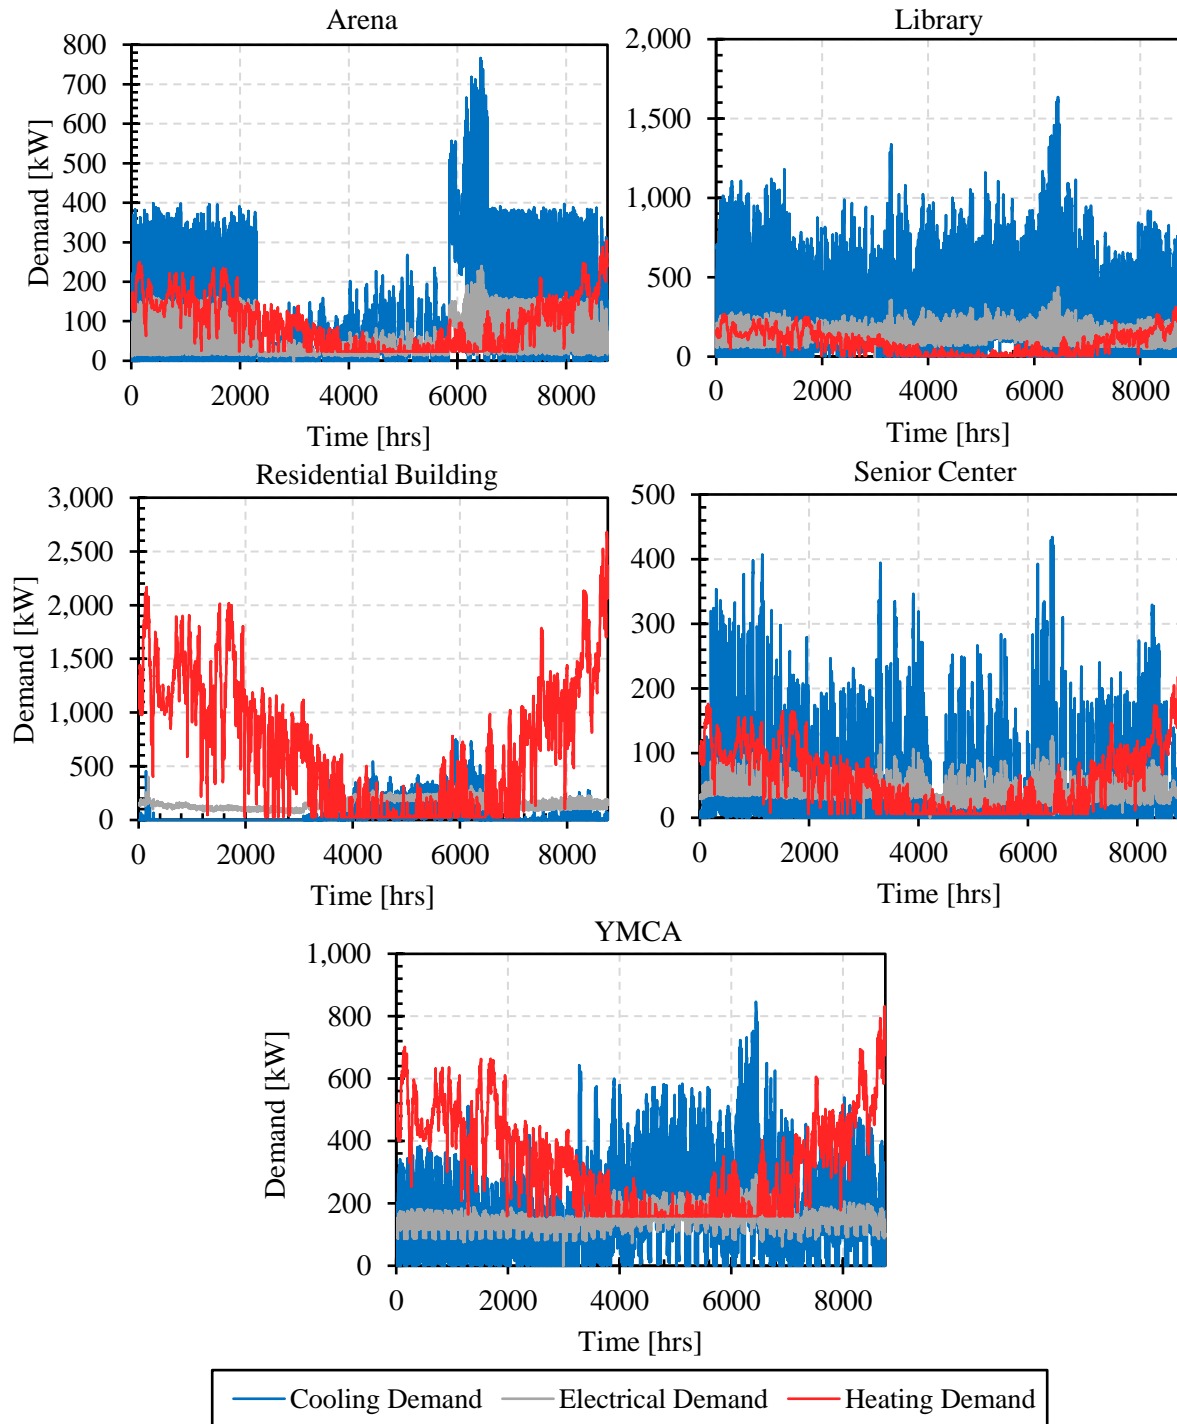 Arena
800
700
600
500
400
300
200
100
0
Demand [kW]
0 2000 4000 6000 8000
Time [hrs]
Library
2,000
1,500
1,000
500
0
0 2000 4000 6000 8000
Time [hrs]
Residential Building
3,000
2,500
2,000
1,500
1,000
500
0
Demand [kW]
0 2000 4000 6000 8000
Time [hrs]
Senior Center
500
400
300
200
100
0
0 2000 4000 6000 8000
Time [hrs]
YMCA
1,000
800
600
400
200
0
Demand [kW]
0 2000 4000 6000 8000
Time [hrs]
Cooling Demand Electrical Demand Heating Demand